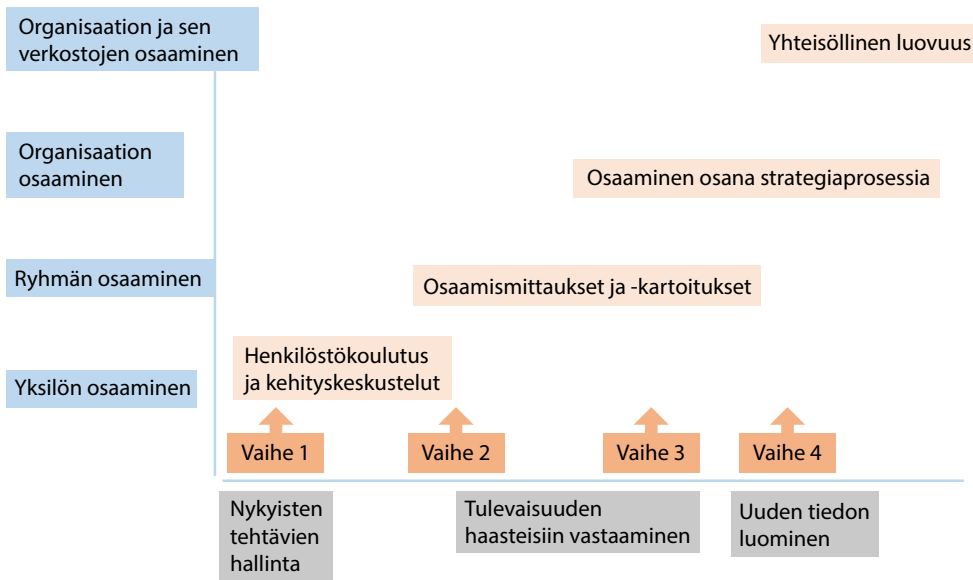 Organisaation ja sen
verkostojen osaaminen
Yhteisöllinen luovuus
Organisaation
osaaminen
Osaaminen osana strategiaprosessia
Ryhmän osaaminen
Osaamismittaukset ja -kartoitukset
Henkilöstökoulutus
ja kehityskeskustelut
Yksilön osaaminen
Vaihe 1
Vaihe 2
Vaihe 3
Vaihe 4
Nykyisten
tehtävien
hallinta
Tulevaisuuden
haasteisiin vastaaminen
Uuden tiedon
luominen